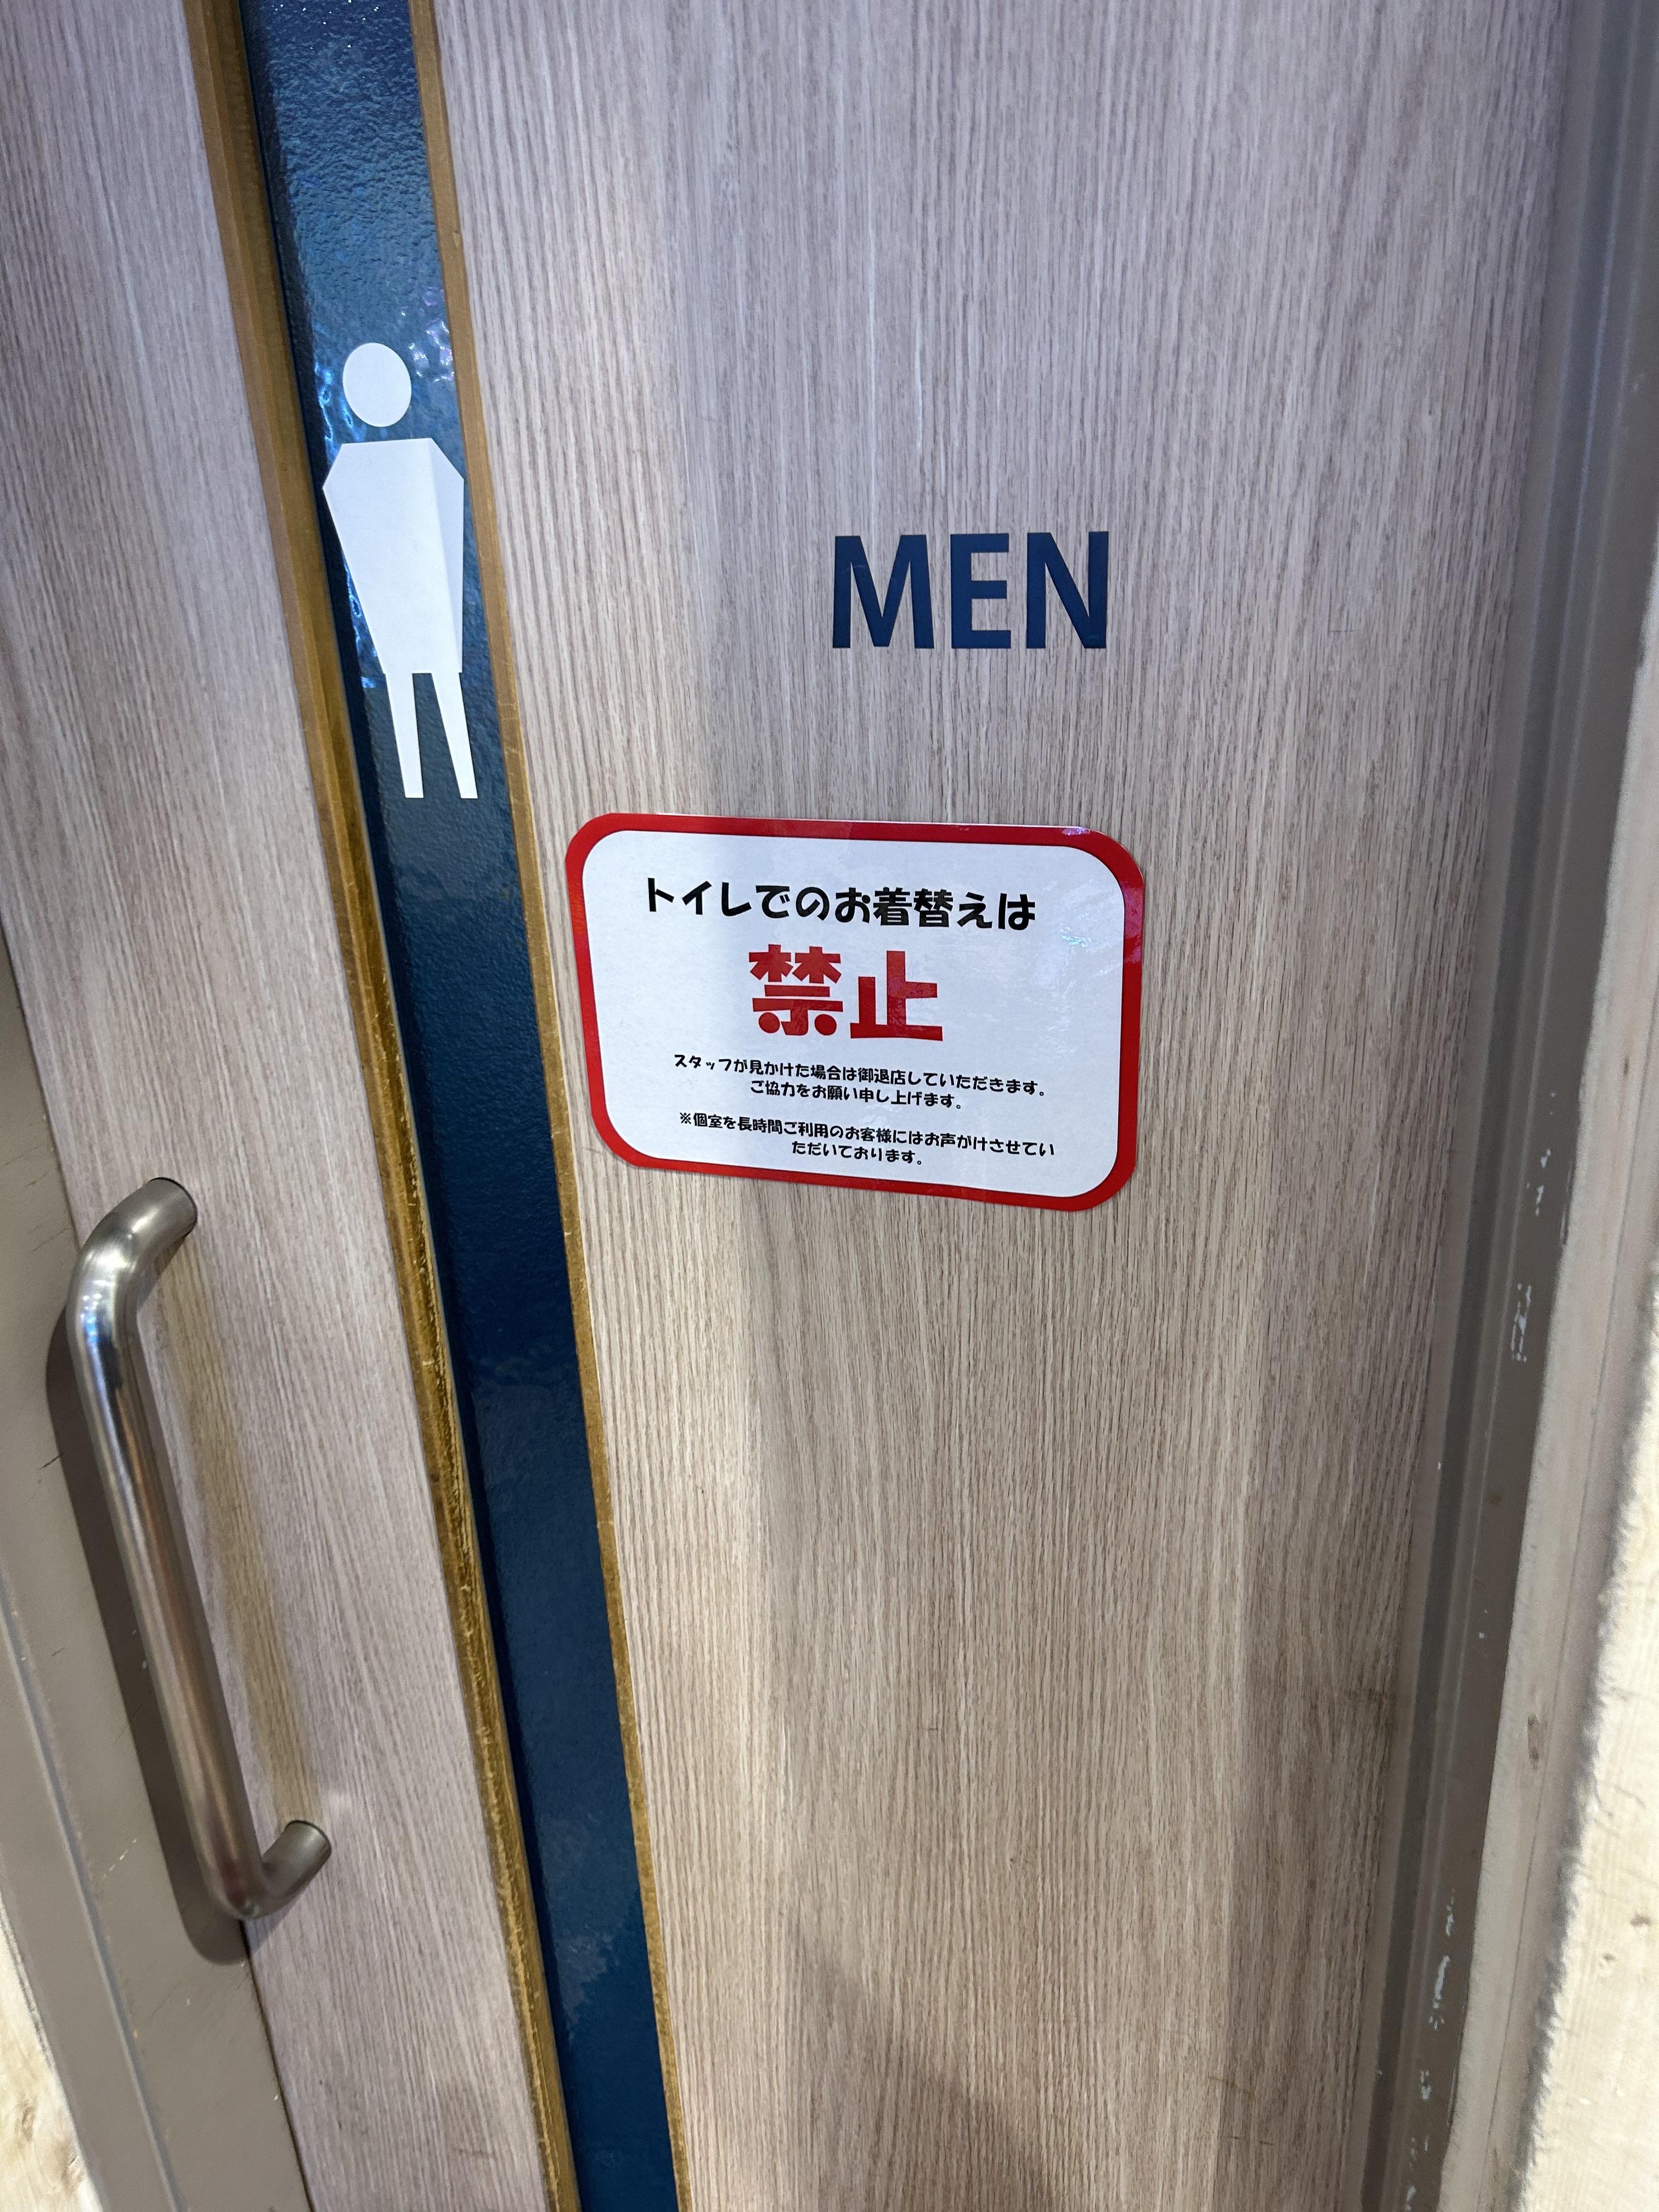 MEN
トイレでのお着替えは
禁止
スタッフが見かけた場合は御退店していただきます。
ご協力をお願い申し上げます。
※個室を長時間ご利用のお客様にはお声がけさせてい
ただいております。